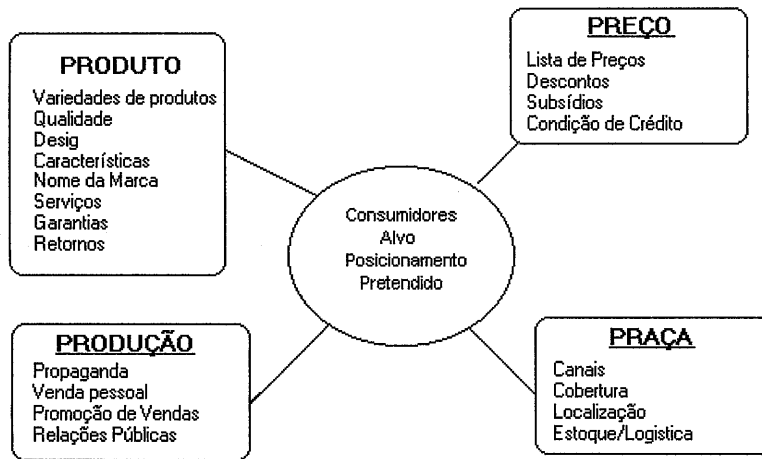 PRODUTO
Variedades de produtos
Qualidade
Desig
Características
Nome da Marca
Serviços
Garantias
Retornos
PREÇO
Lista de Preços
Descontos
Subsídios
Condição de Crédito
Consumidores
Alvo
Posicionamento
Pretendido
PRODUÇÃO
Propaganda
Venda pessoal
Promoção de Vendas
Relações Públicas
PRAÇA
Canais
Cobertura
Localização
Estoque/Logistica